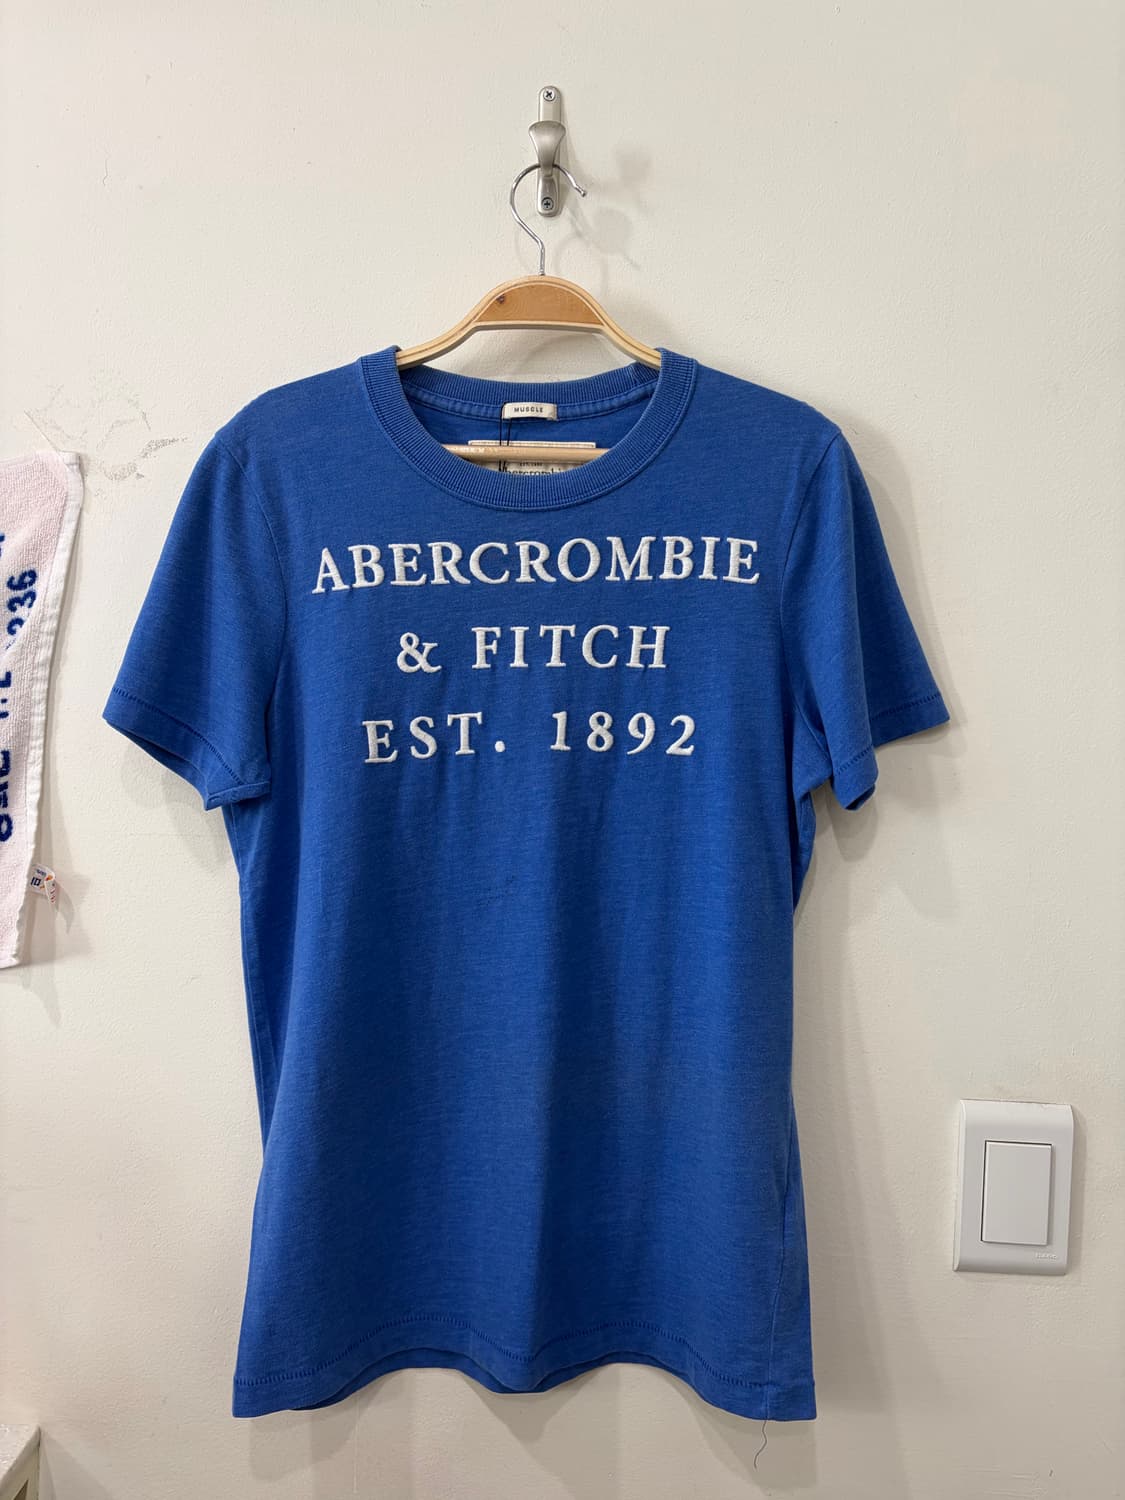 MUSCLE
ABERCROMBIE
& FITCH
EST. 1892